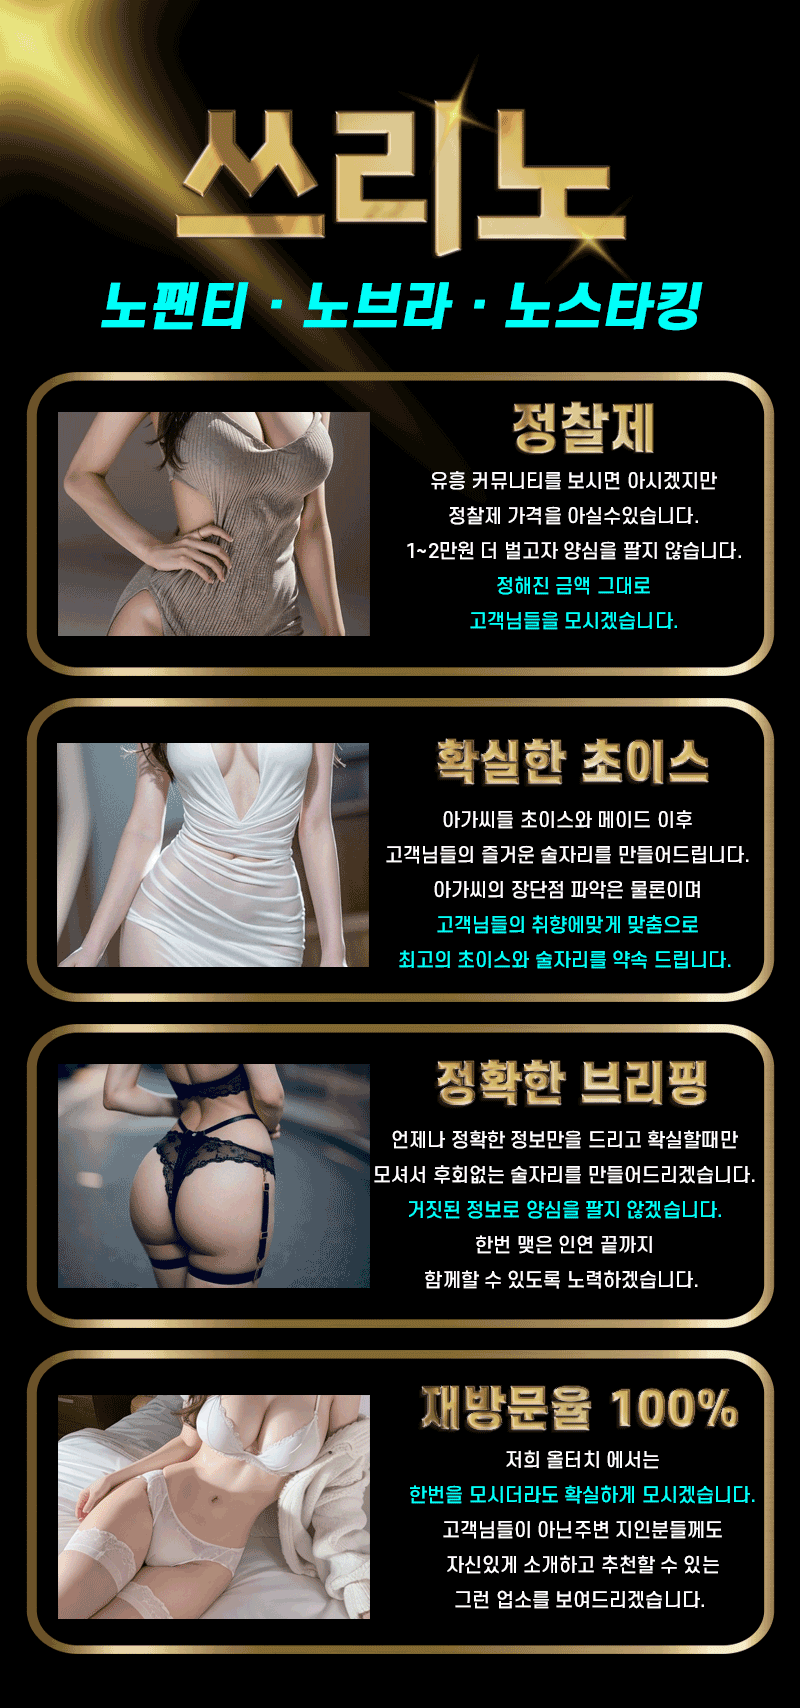 쓰리노
노팬티 · 노브라 · 노스타킹
정찰제
유흥 커뮤니티를 보시면 아시겠지만
정찰제 가격을 아실수있습니다.
1~2만원 더 벌고자 양심을 팔지 않습니다.
정해진 금액 그대로
고객님들을 모시겠습니다.
확실한 초이스
아가씨들 초이스와 메이드 이후
고객님들의 즐거운 술자리를 만들어드립니다.
아가씨의 장단점 파악은 물론이며
고객님들의 취향에맞게 맞춤으로
최고의 초이스와 술자리를 약속 드립니다.
정확한 브리핑
언제나 정확한 정보만을 드리고 확실할때만
모셔서 후회없는 술자리를 만들어드리겠습니다.
거짓된 정보로 양심을 팔지 않겠습니다.
한번 맺은 인연 끝까지
함께할 수 있도록 노력하겠습니다.
재방문율 100%
저희 올터치 에서는
한번을 모시더라도 확실하게 모시겠습니다.
고객님들이 아닌주변 지인분들께도
자신있게 소개하고 추천할 수 있는
그런 업소를 보여드리겠습니다.